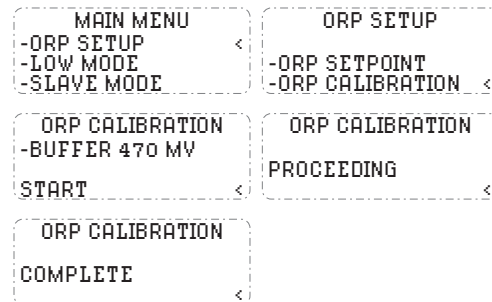 MAIN MENU
-ORP SETUP <
-LOW MODE
-SLAVE MODE
ORP SETUP
-ORP SETPOINT
-ORP CALIBRATION <
ORP CALIBRATION
-BUFFER 470 MV
START <
ORP CALIBRATION
PROCEEDING
<
ORP CALIBRATION
COMPLETE
<